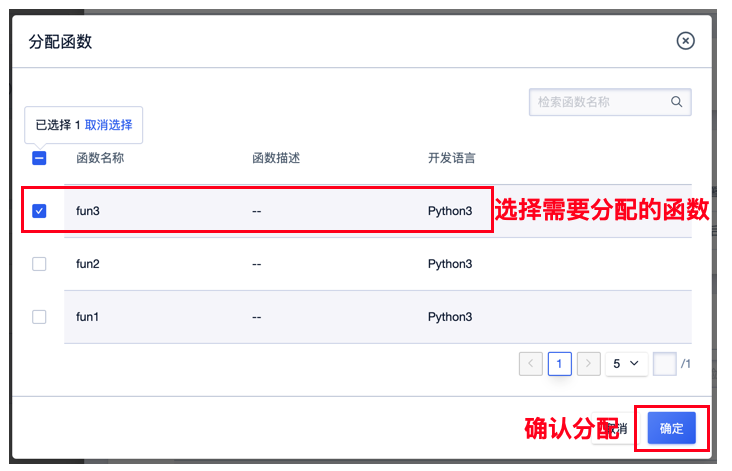 分配函数
检索函数名称
已选择 1 取消选择
函数名称 函数描述 开发语言
fun3 -- Python3 选择需要分配的函数
fun2 -- Python3
fun1 -- Python3
1 5 /1
确认分配 消 确定